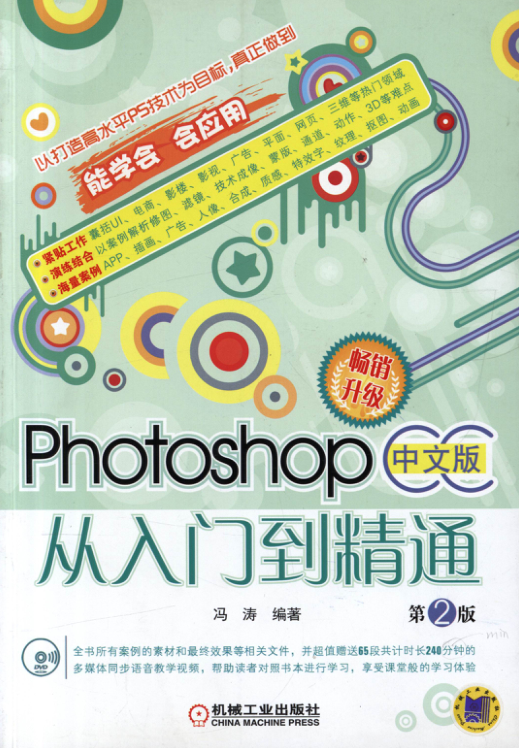 以打造高水平PS技术为目标,真正做到
能学会 会应用
紧贴工作 囊括UI、电商、影楼、影视、广告、平面、网页、三维等热门领域
演练结合 以案例解析修图、滤镜、技术成像、蒙版、通道、动作、3D等难点
海量案例 APP、插画、广告、人像、合成、质感、特效字、纹理、抠图、动画
畅销
升级
Photoshop CC 中文版
从入门到精通
冯 涛 编著
第2版
DVD
全书所有案例的素材和最终效果等相关文件，并超值赠送65段共计时长240分钟的
多媒体同步语音教学视频，帮助读者对照书本进行学习，享受课堂般的学习体验
机械工业出版社
CHINA MACHINE PRESS